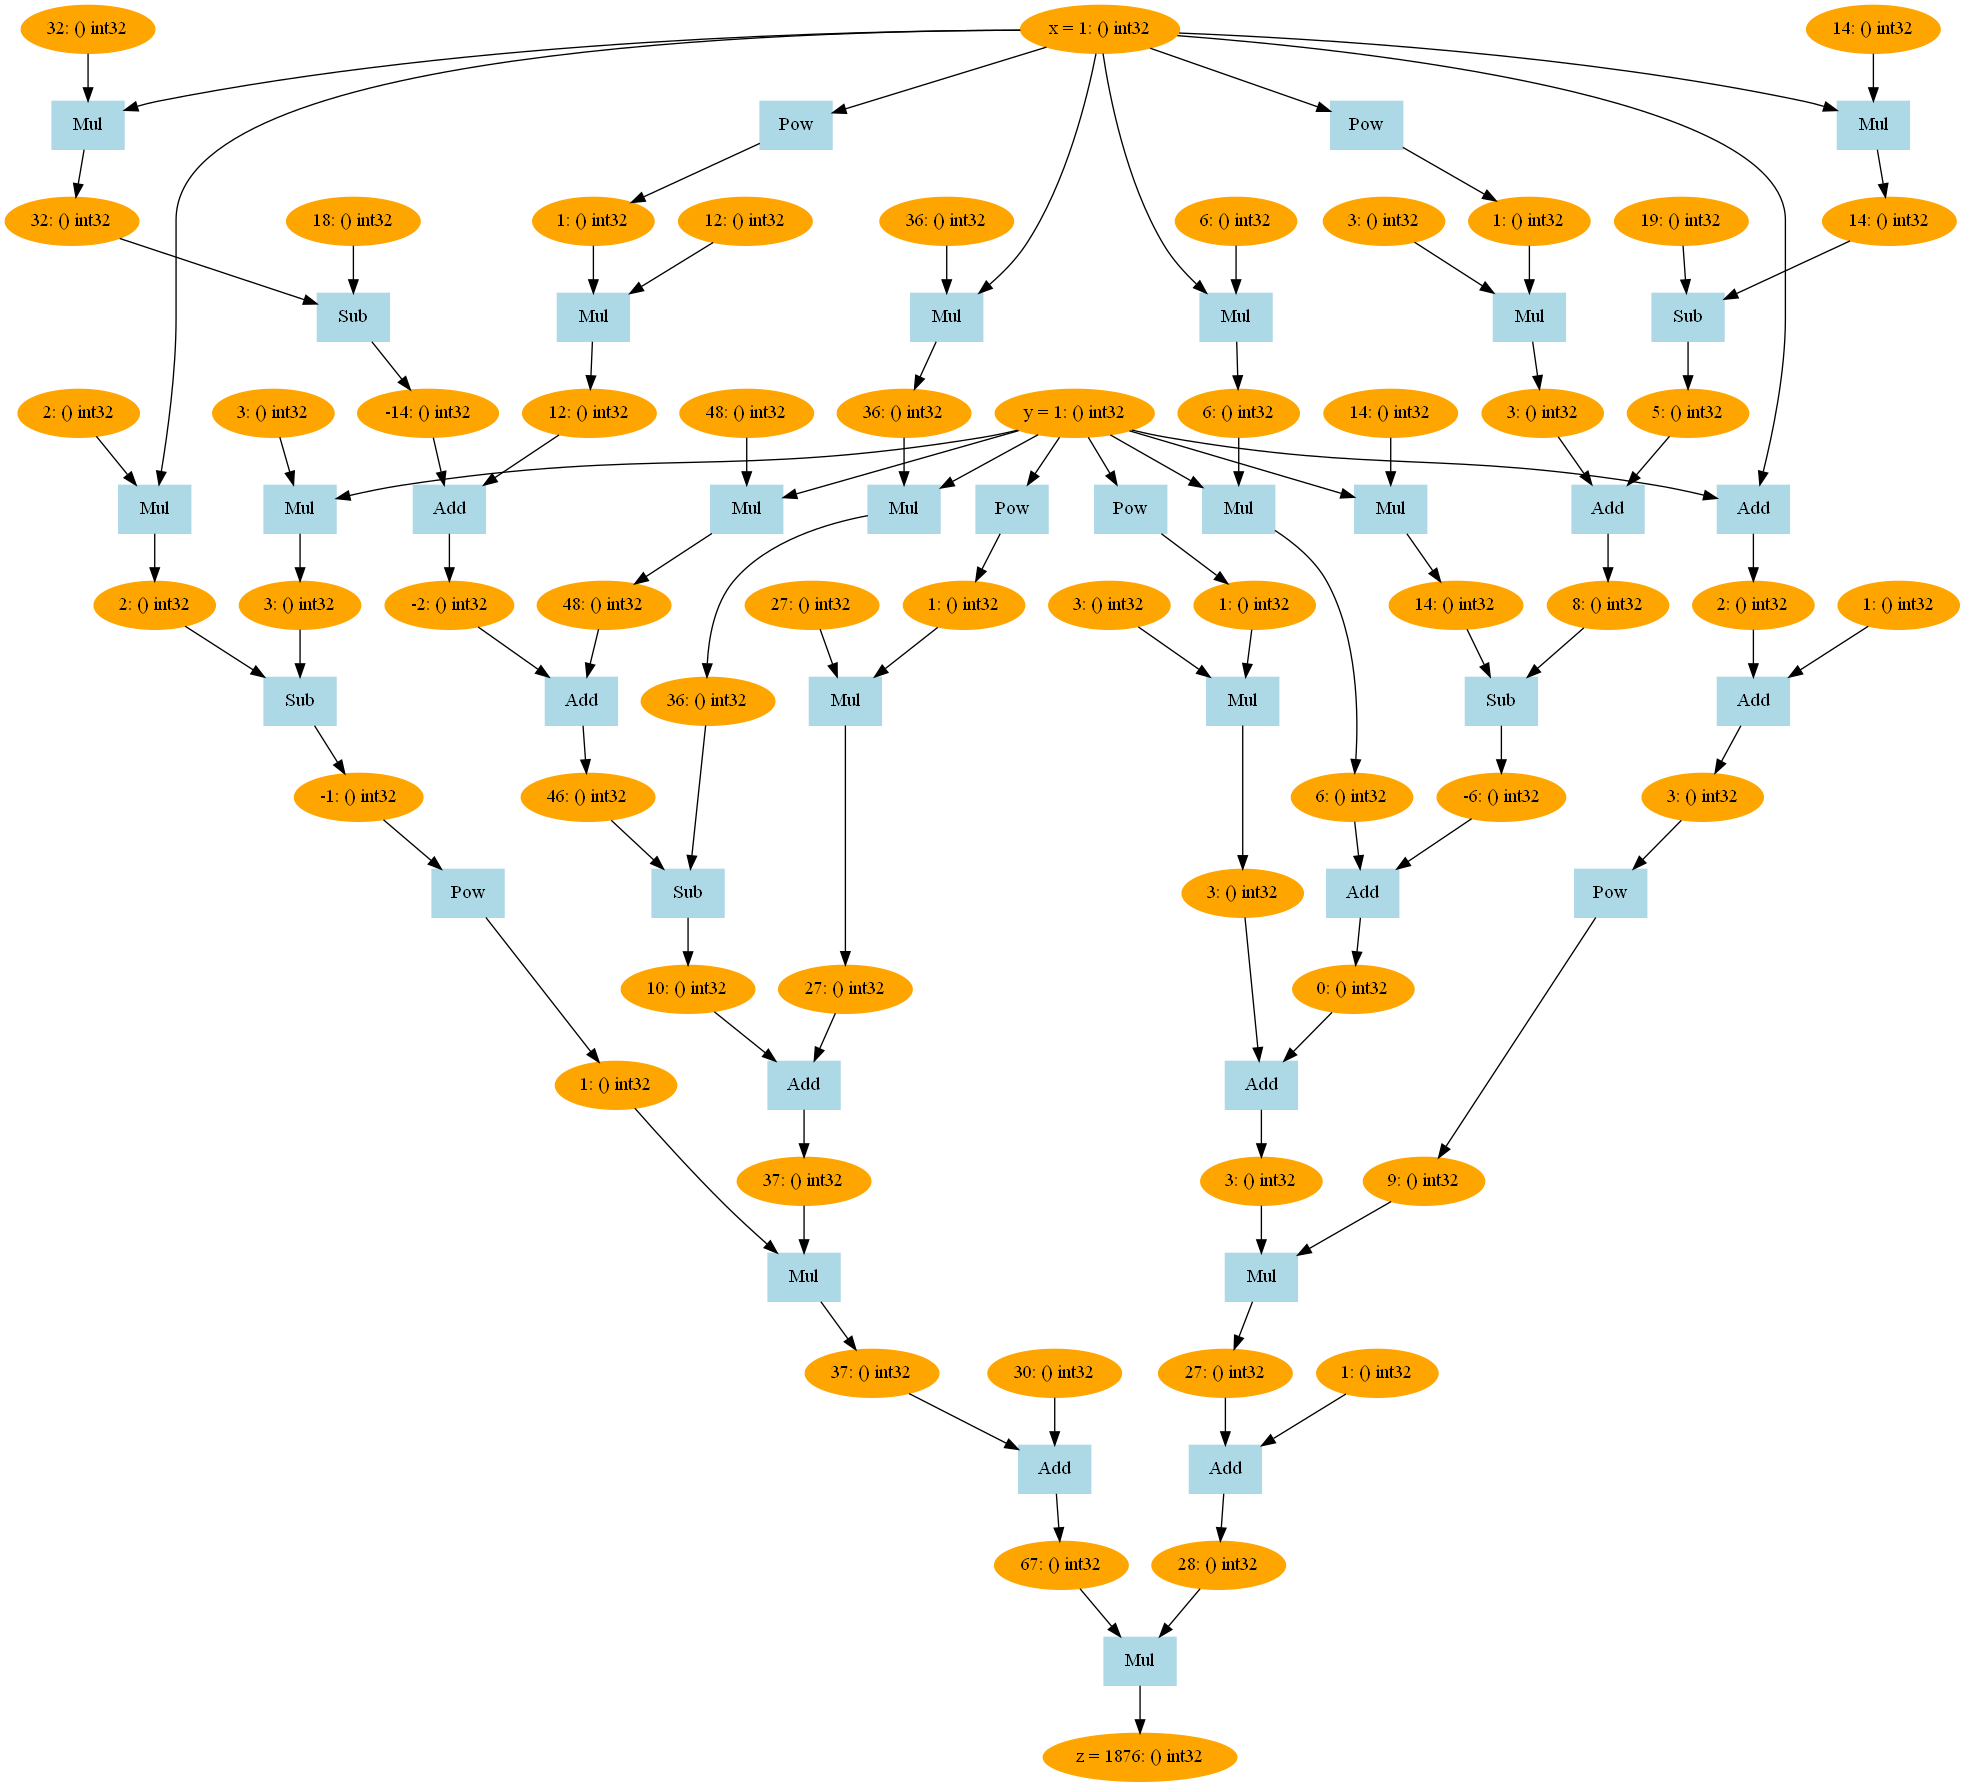 32: () int32
x = 1: () int32
14: () int32
Mul
Pow
Pow
Mul
32: () int32
18: () int32
1: () int32
12: () int32
36: () int32
6: () int32
3: () int32
1: () int32
19: () int32
14: () int32
Sub
Mul
Mul
Mul
Mul
Sub
2: () int32
3: () int32
-14: () int32
12: () int32
48: () int32
36: () int32
y = 1: () int32
6: () int32
14: () int32
3: () int32
5: () int32
Mul
Mul
Add
Mul
Mul
Pow
Pow
Mul
Mul
Add
Add
2: () int32
3: () int32
-2: () int32
48: () int32
27: () int32
1: () int32
3: () int32
1: () int32
14: () int32
8: () int32
2: () int32
1: () int32
Sub
Add
36: () int32
Mul
Mul
Sub
Add
-1: () int32
46: () int32
6: () int32
-6: () int32
3: () int32
Pow
Sub
3: () int32
Add
Pow
10: () int32
27: () int32
0: () int32
1: () int32
Add
Add
37: () int32
3: () int32
9: () int32
Mul
Mul
37: () int32
30: () int32
27: () int32
1: () int32
Add
Add
67: () int32
28: () int32
Mul
z = 1876: () int32